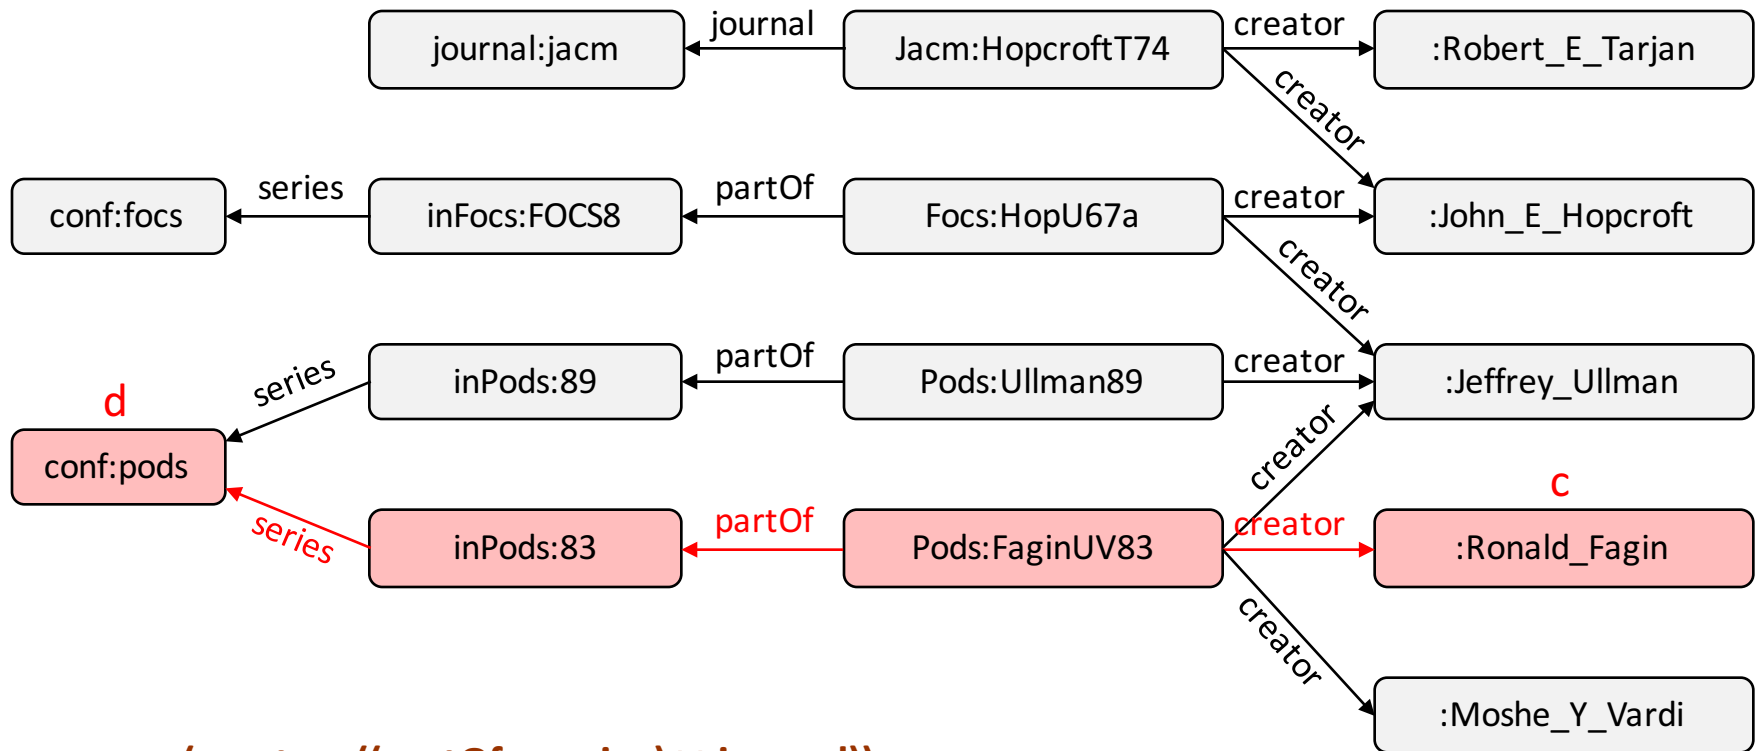 journal:jacm journal Jacm:HopcroftT74 creator :Robert_E_Tarjan
creator
conf:focs series inFocs:FOCS8 partOf Focs:HopU67a creator :John_E_Hopcroft
creator
series inPods:89 partOf Pods:Ullman89 creator :Jeffrey_Ullman
d
conf:pods
creator
c
series inPods:83 partOf Pods:FaginUV83 creator :Ronald_Fagin
creator
:Moshe_Y_Vardi